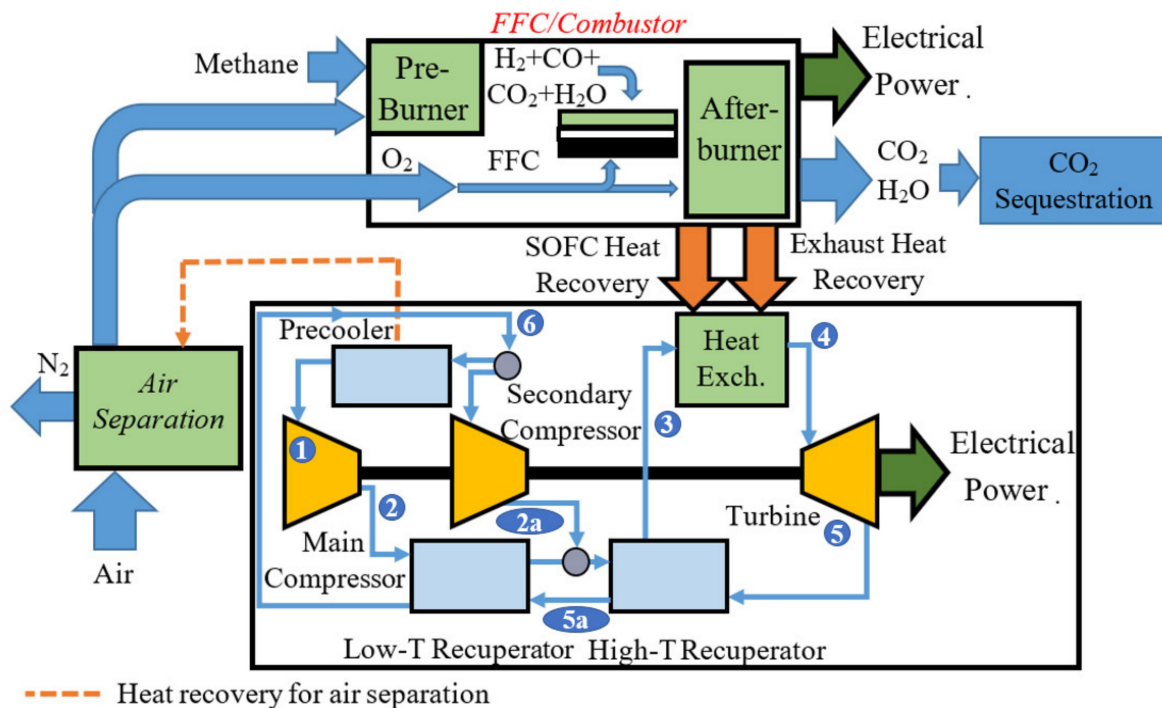 FFC/Combustor
Methane
Pre-
Burner
H₂+CO+
CO₂+H₂O
After-
burner
Electrical
Power .
O₂
FFC
CO₂
H₂O
CO₂
Sequestration
SOFC Heat
Recovery
Exhaust Heat
Recovery
N₂
Air
Separation
Air
Precooler
6
Heat
Exch.
4
Secondary
Compressor
3
1
2
2a
Main
Compressor
Turbine
5
Electrical
Power .
5a
Low-T Recuperator
High-T Recuperator
Heat recovery for air separation